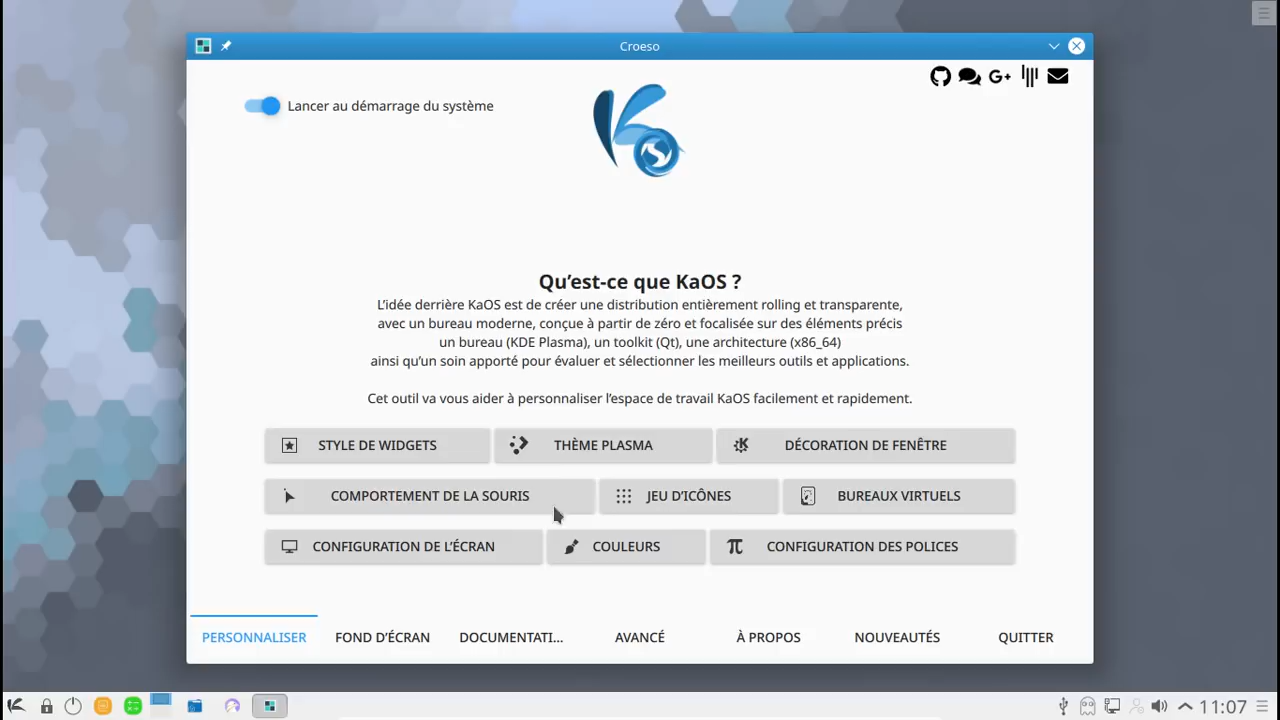 Croeso
Lancer au démarrage du système
Qu’est-ce que KaOS ?
L’idée derrière KaOS est de créer une distribution entièrement rolling et transparente,
avec un bureau moderne, conçue à partir de zéro et focalisée sur des éléments précis
un bureau (KDE Plasma), un toolkit (Qt), une architecture (x86_64)
ainsi qu’un soin apporté pour évaluer et sélectionner les meilleurs outils et applications.
Cet outil va vous aider à personnaliser l’espace de travail KaOS facilement et rapidement.
STYLE DE WIDGETS
THÈME PLASMA
DÉCORATION DE FENÊTRE
COMPORTEMENT DE LA SOURIS
JEU D’ICÔNES
BUREAUX VIRTUELS
CONFIGURATION DE L’ÉCRAN
COULEURS
CONFIGURATION DES POLICES
PERSONNALISER
FOND D’ÉCRAN
DOCUMENTATI...
AVANCÉ
À PROPOS
NOUVEAUTÉS
QUITTER
11:07